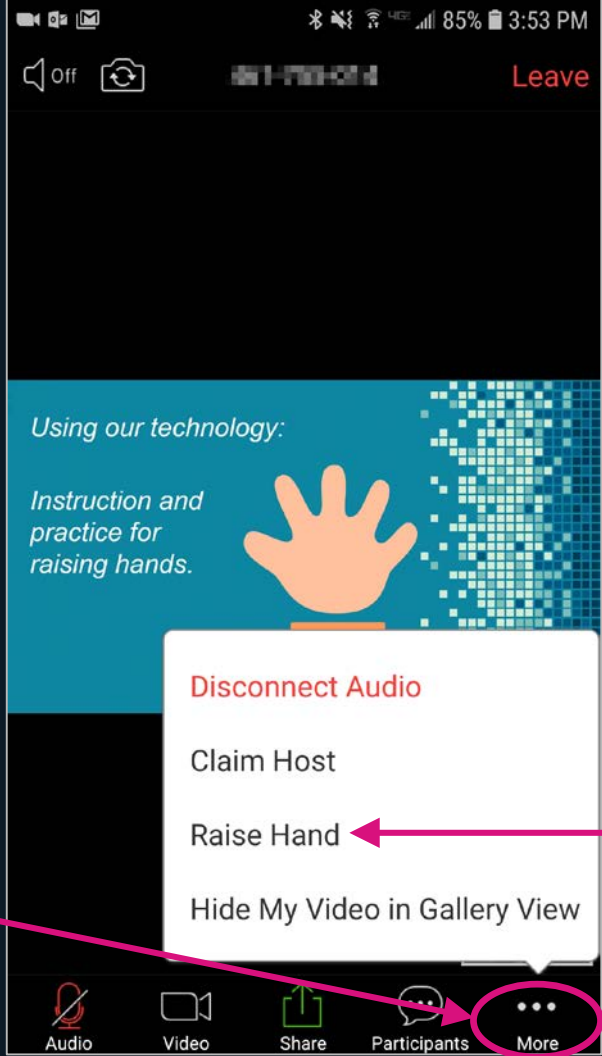 85% 3:53 PM
Off
Leave
Using our technology:
Instruction and
practice for
raising hands.
Disconnect Audio
Claim Host
Raise Hand
Hide My Video in Gallery View
Audio Video Share Participants More